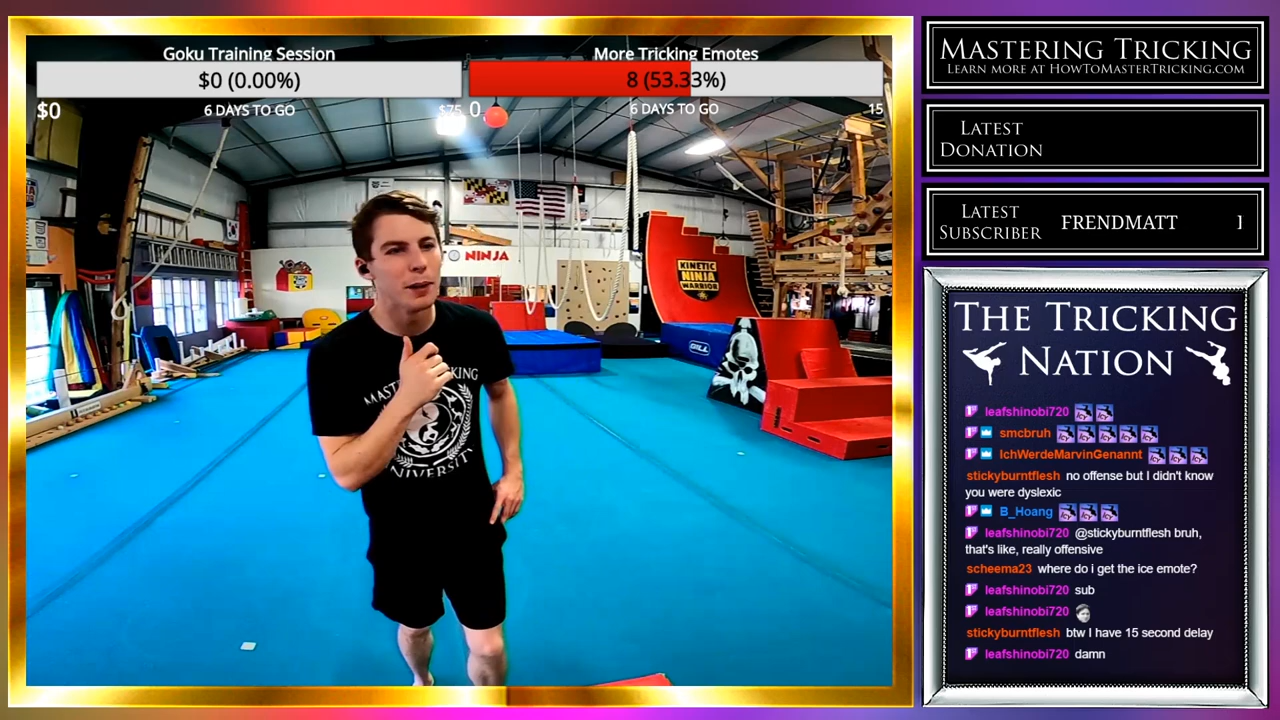 Goku Training Session
$0 (0.00%)
$0
6 DAYS TO GO
$75
More Tricking Emotes
8 (53.33%)
0
6 DAYS TO GO
15
NINJA
KINETIC
NINJA
WARRIOR
GILL
MASTERING TRICKING
UNIVERSITY
MASTERING TRICKING
LEARN MORE AT HOWTOMASTERTRICKING.COM
LATEST
DONATION
LATEST
SUBSCRIBER
FRENDMATT
1
THE TRICKING
NATION
leafshinobi720
smcbruh
IchWerdeMarvinGenannt
stickyburntflesh no offense but I didn't know
you were dyslexic
B_Hoang
leafshinobi720 @stickyburntflesh bruh,
that's like, really offensive
scheema23 where do i get the ice emote?
leafshinobi720 sub
leafshinobi720
stickyburntflesh btw I have 15 second delay
leafshinobi720 damn